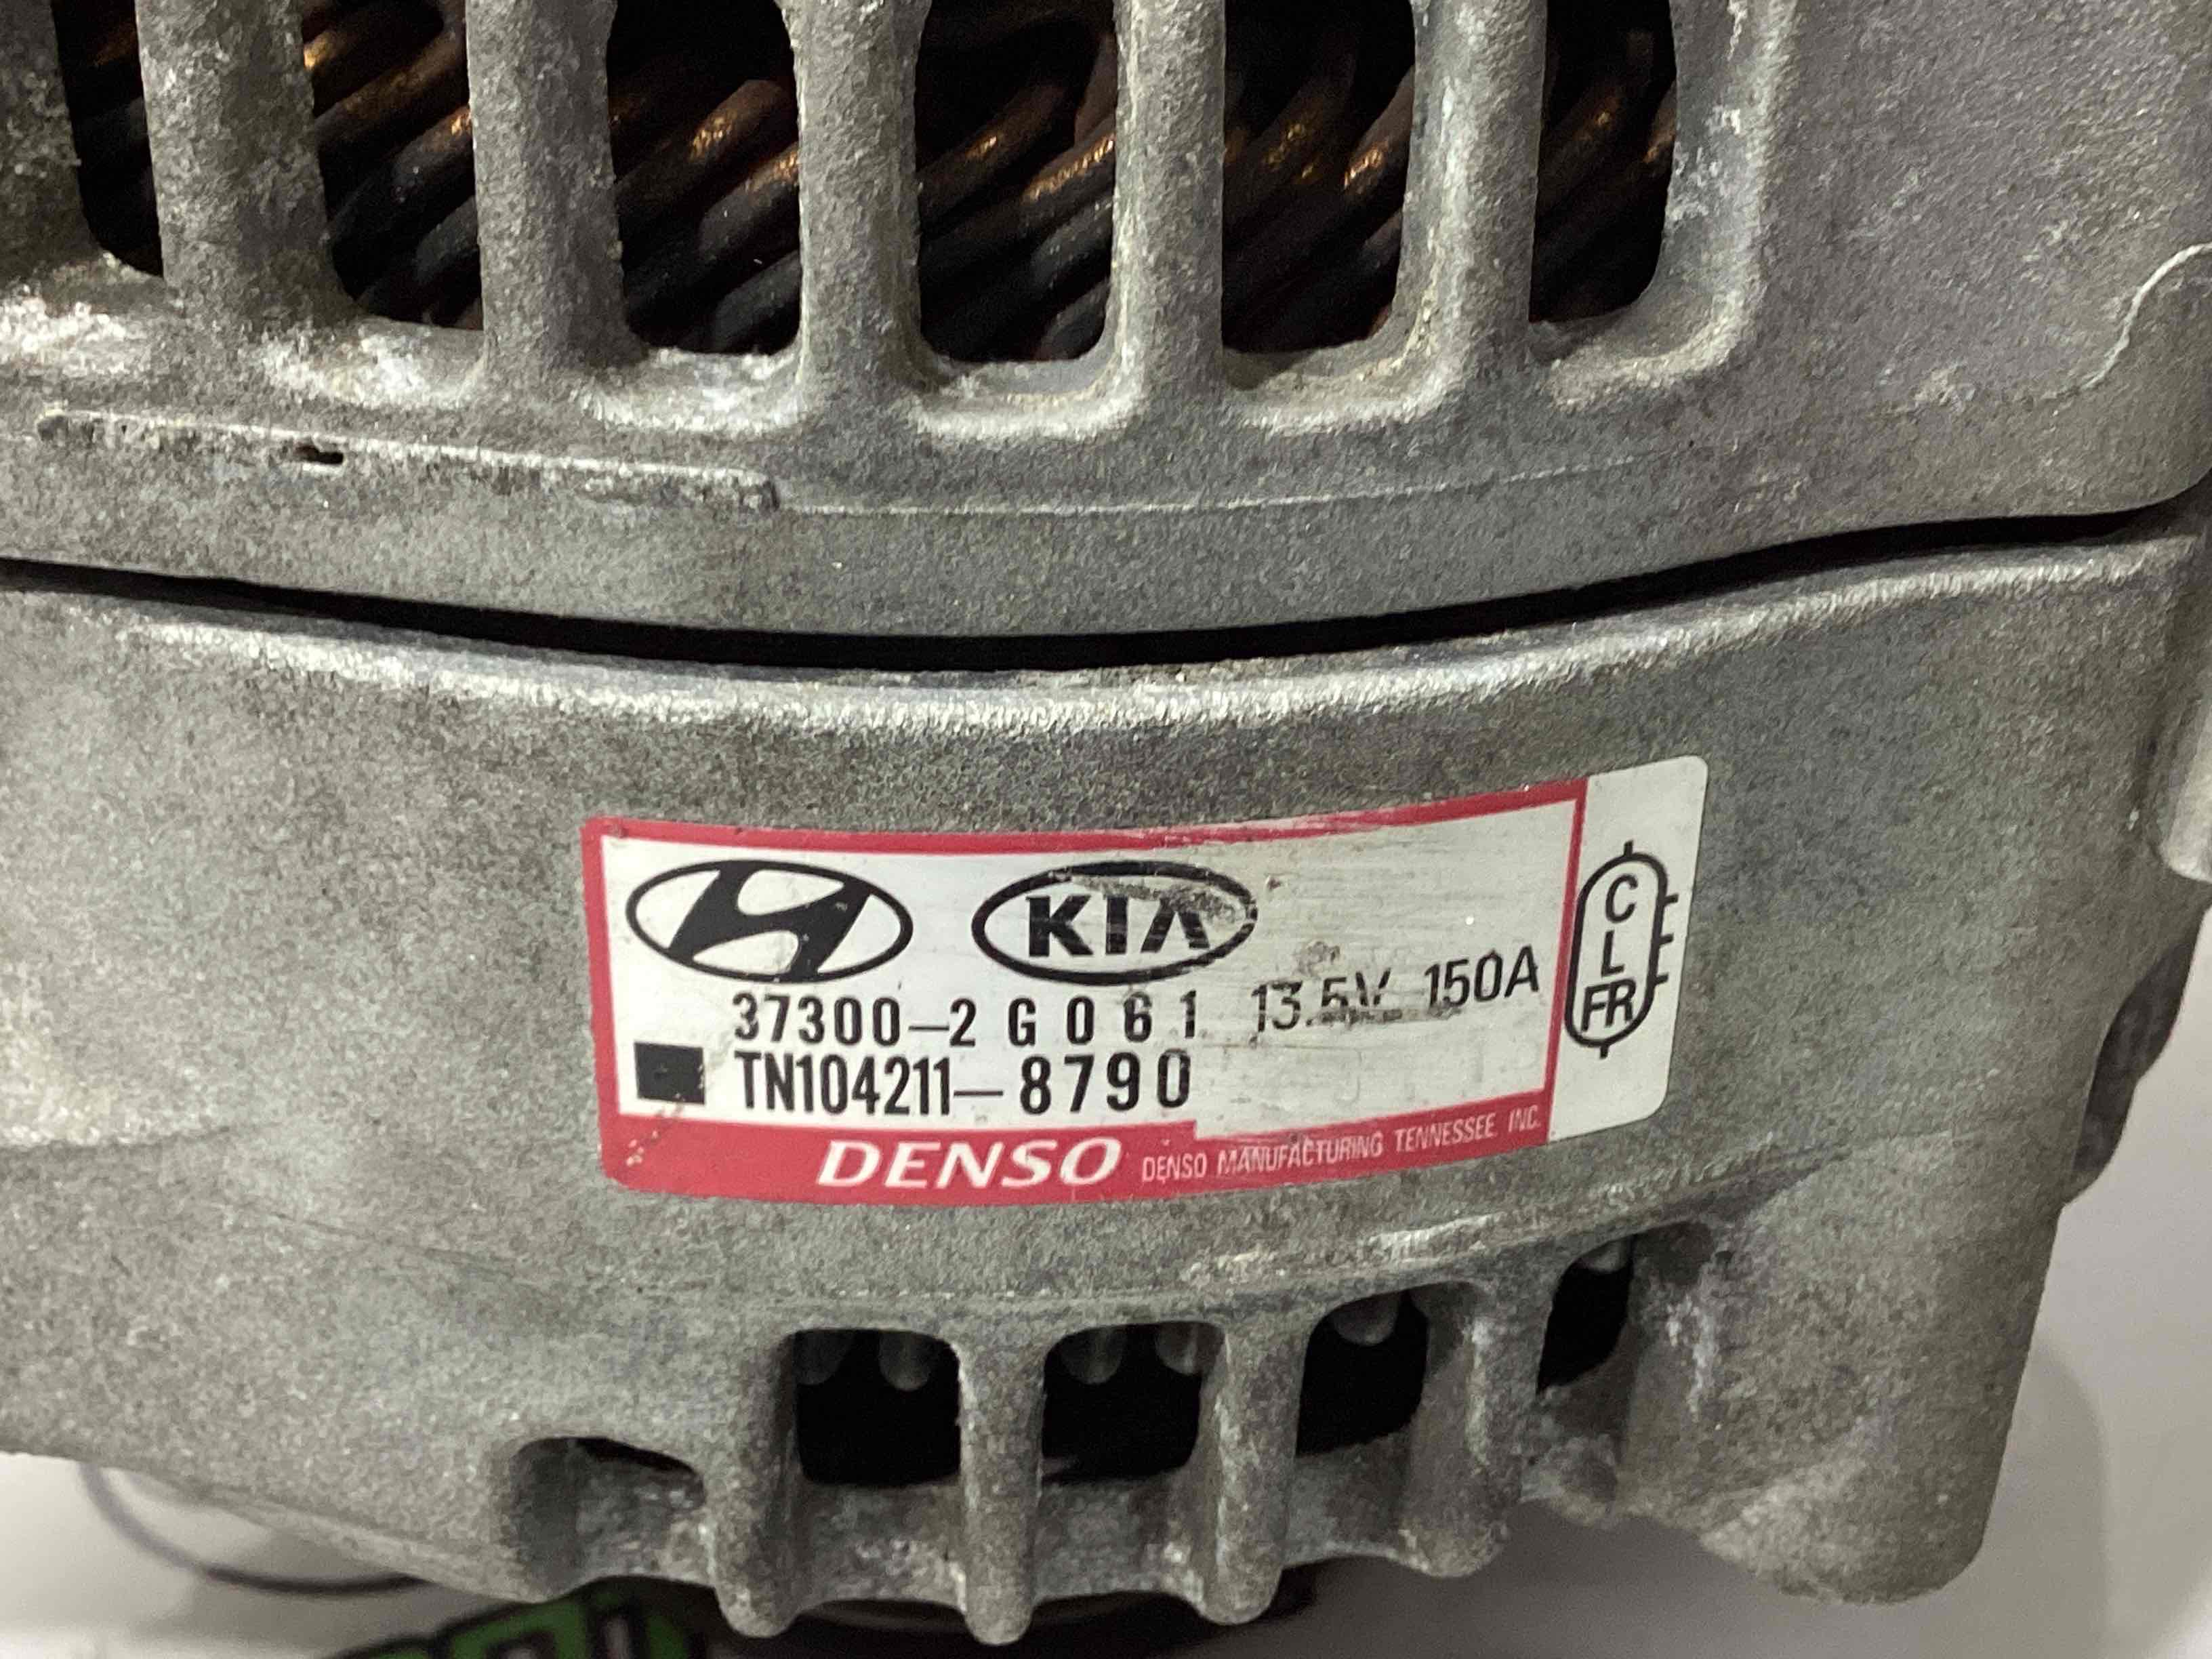 KIA
37300-2G061 13.5V 150A
TN104211-8790
DENSO DENSO MANUFACTURING TENNESSEE INC.
C
L
FR